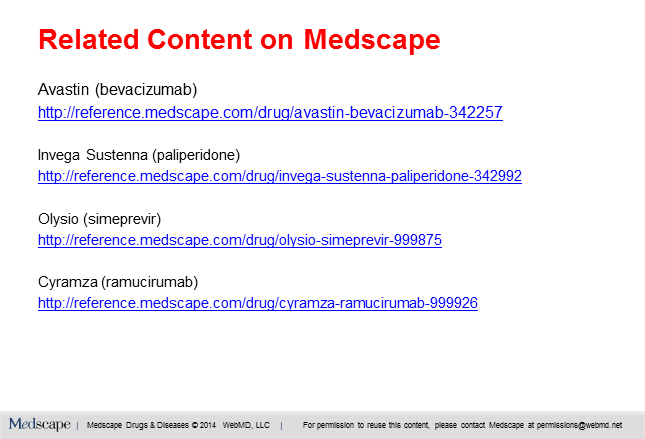 Related Content on Medscape
Avastin (bevacizumab)
http://reference.medscape.com/drug/avastin-bevacizumab-342257
Invega Sustenna (paliperidone)
http://reference.medscape.com/drug/invega-sustenna-paliperidone-342992
Olysio (simeprevir)
http://reference.medscape.com/drug/olysio-simeprevir-999875
Cyramza (ramucirumab)
http://reference.medscape.com/drug/cyramza-ramucirumab-999926
Medscape | Medscape Drugs & Diseases © 2014 WebMD, LLC | For permission to reuse this content, please contact Medscape at permissions@webmd.net